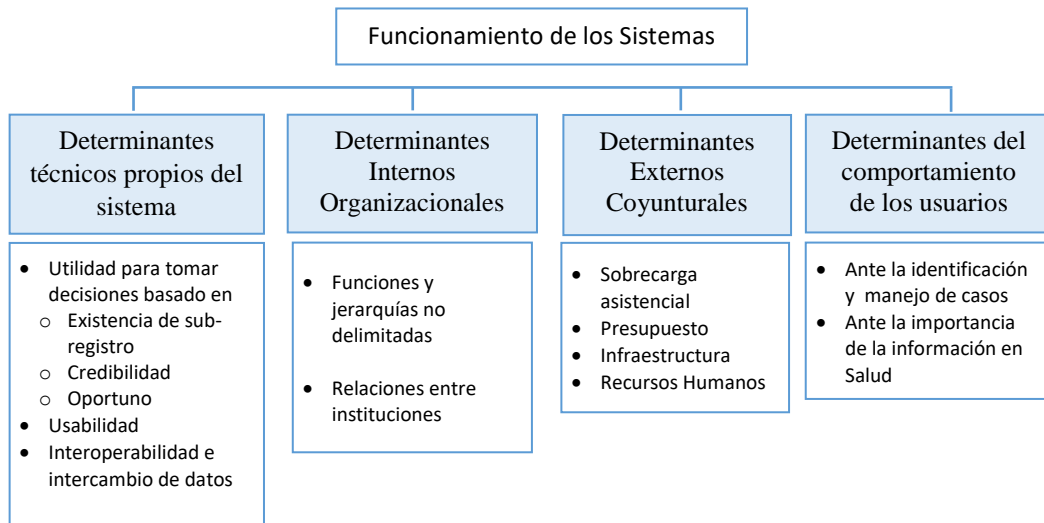 Funcionamiento de los Sistemas
Determinantes
técnicos propios del
sistema
• Utilidad para tomar
decisiones basado en
o Existencia de sub-
registro
o Credibilidad
o Oportuno
• Usabilidad
• Interoperabilidad e
intercambio de datos
Determinantes
Internos
Organizacionales
• Funciones y
jerarquías no
delimitadas
• Relaciones entre
instituciones
Determinantes
Externos
Coyunturales
• Sobrecarga
asistencial
• Presupuesto
• Infraestructura
• Recursos Humanos
Determinantes del
comportamiento
de los usuarios
• Ante la identificación
y manejo de casos
• Ante la importancia
de la información en
Salud